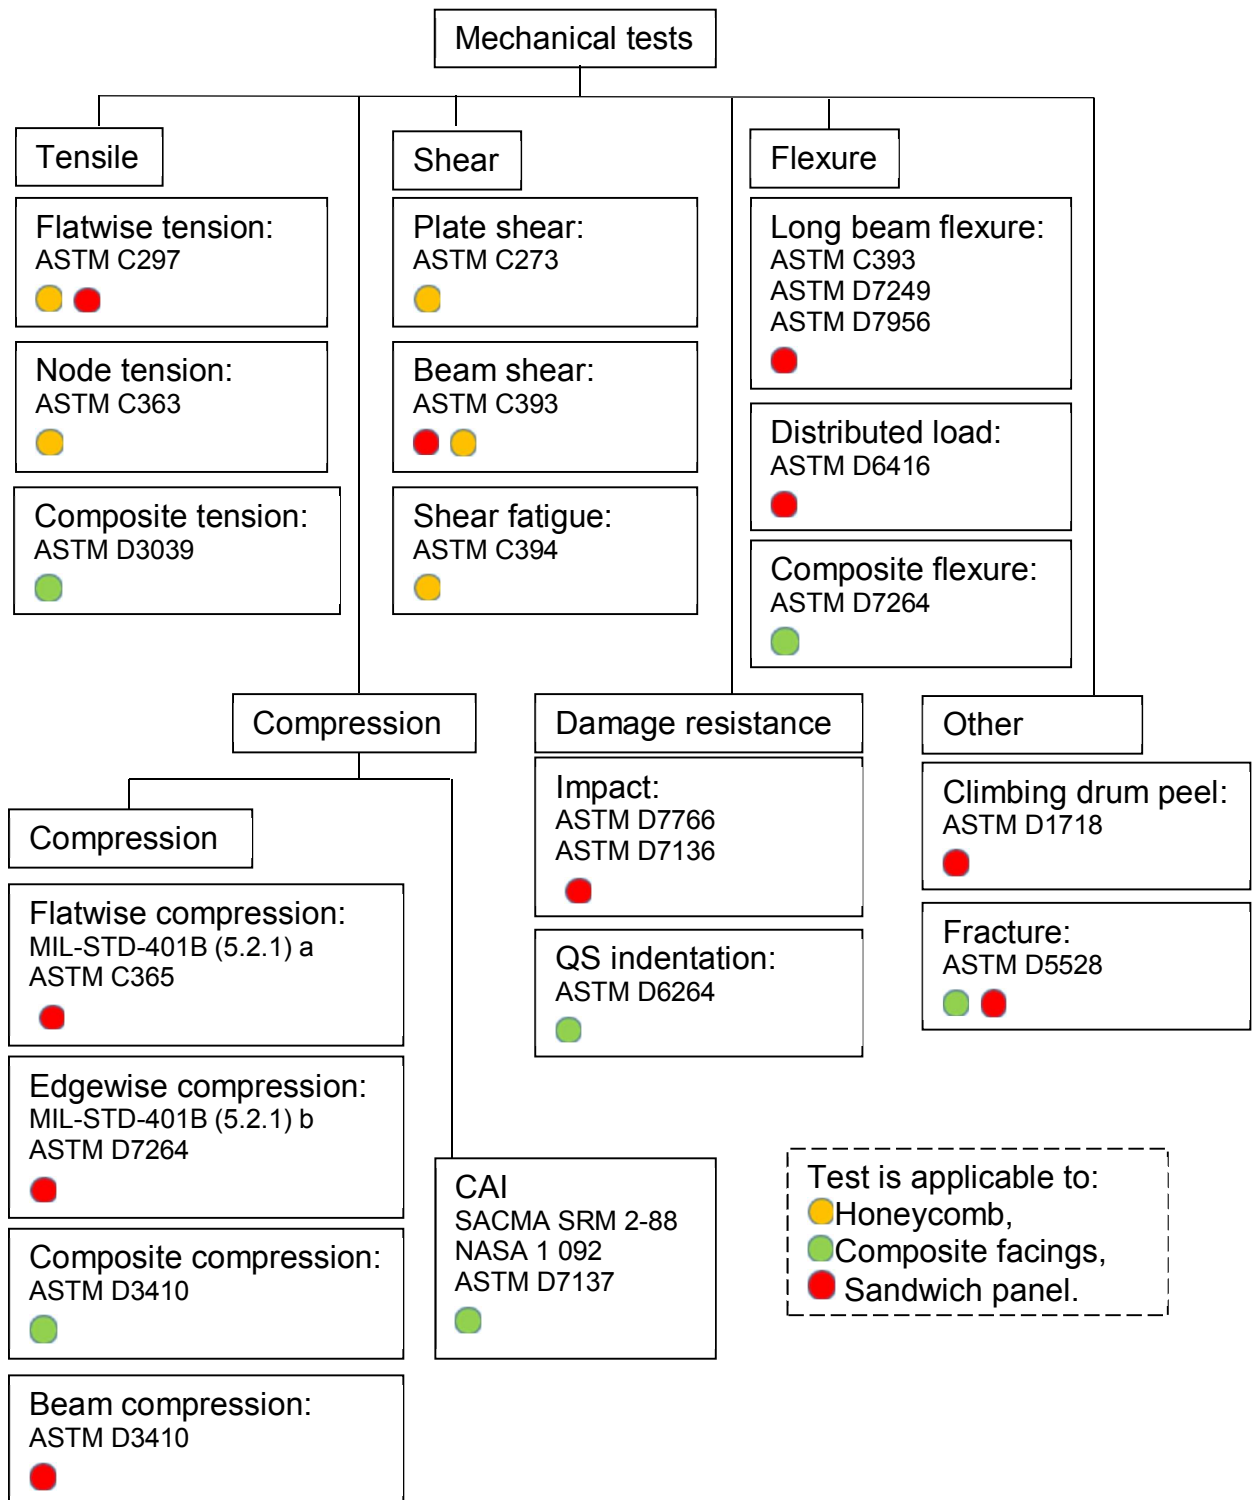 Mechanical tests
Tensile
Flatwise tension:
ASTM C297
Node tension:
ASTM C363
Composite tension:
ASTM D3039
Shear
Plate shear:
ASTM C273
Beam shear:
ASTM C393
Shear fatigue:
ASTM C394
Flexure
Long beam flexure:
ASTM C393
ASTM D7249
ASTM D7956
Distributed load:
ASTM D6416
Composite flexure:
ASTM D7264
Compression
Compression
Flatwise compression:
MIL-STD-401B (5.2.1) a
ASTM C365
Edgewise compression:
MIL-STD-401B (5.2.1) b
ASTM D7264
Composite compression:
ASTM D3410
Beam compression:
ASTM D3410
CAI
SACMA SRM 2-88
NASA 1 092
ASTM D7137
Damage resistance
Impact:
ASTM D7766
ASTM D7136
QS indentation:
ASTM D6264
Other
Climbing drum peel:
ASTM D1718
Fracture:
ASTM D5528
Test is applicable to:
Honeycomb,
Composite facings,
Sandwich panel.